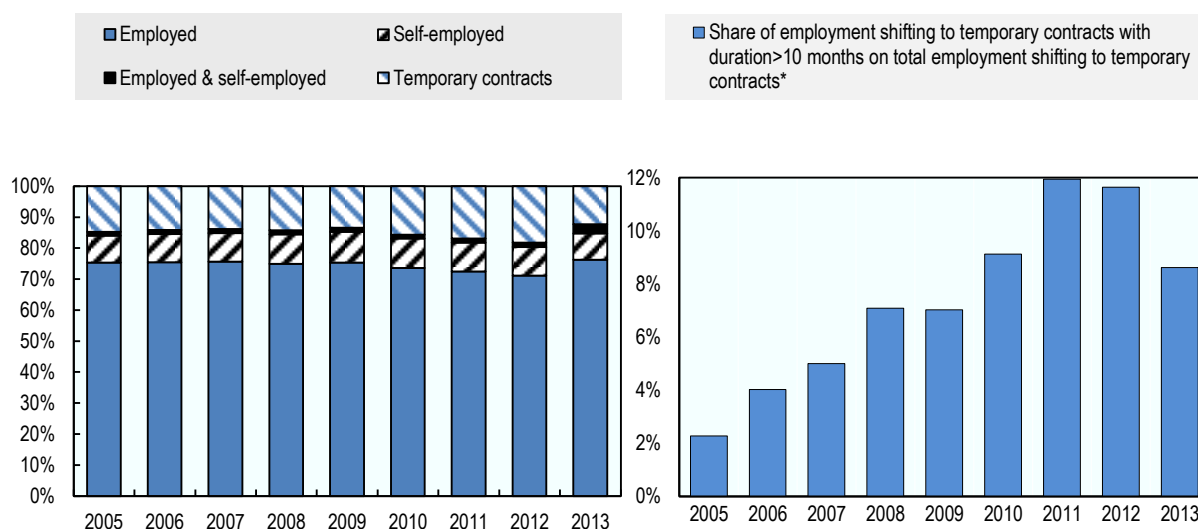 Employed
Self-employed
Employed & self-employed
Temporary contracts
Share of employment shifting to temporary contracts with
duration>10 months on total employment shifting to temporary
contracts*
100%
90%
80%
70%
60%
50%
40%
30%
20%
10%
0%
2005 2006 2007 2008 2009 2010 2011 2012 2013
12%
10%
8%
6%
4%
2%
0%
2005 2006 2007 2008 2009 2010 2011 2012 2013